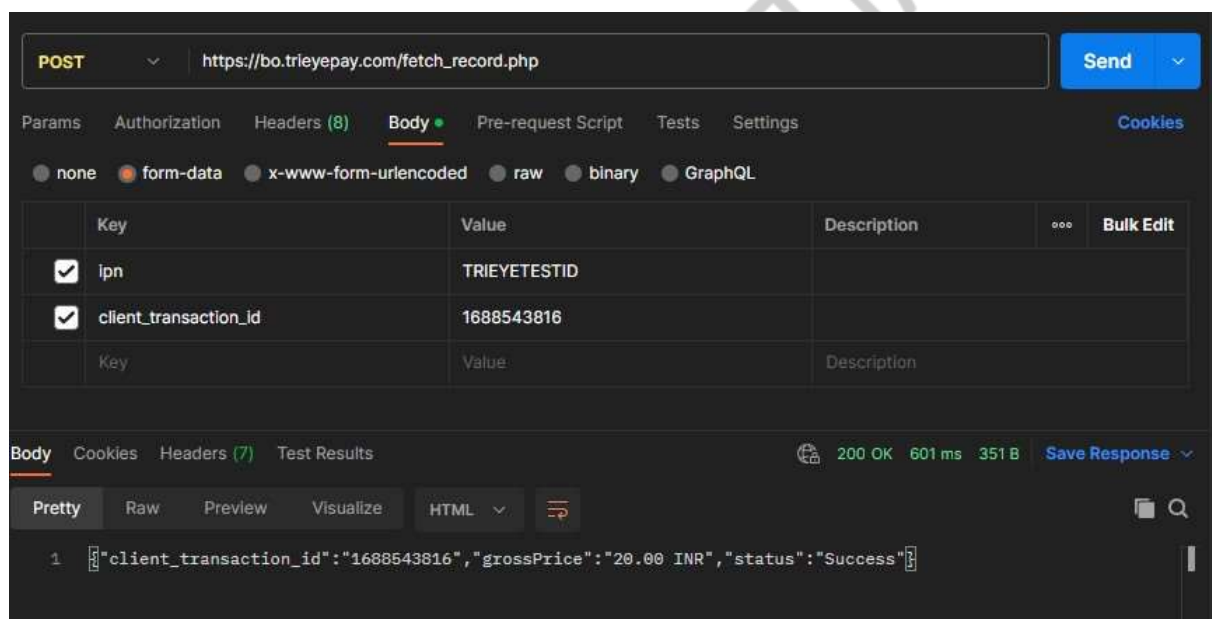 POST https://bo.trieyepay.com/fetch_record.php Send
Params Authorization Headers (8) Body Pre-request Script Tests Settings Cookies
none form-data x-www-form-urlencoded raw binary GraphQL
Key Value Description ooo Bulk Edit
ipn TRIEYETESTID
client_transaction_id 1688543816
Key Value Description
Body Cookies Headers (7) Test Results 200 OK 601 ms 351 B Save Response
Pretty Raw Preview Visualize HTML
1 {"client_transaction_id":"1688543816","grossPrice":"20.00 INR","status":"Success"}